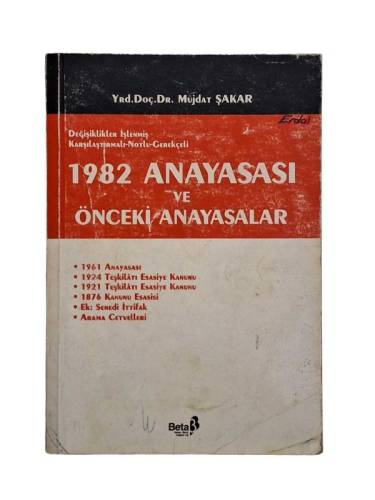 Yrd.Doç.Dr. Müjdat ŞAKAR
Erdal
Değişiklikler İşlenmiş
Karşılaştırmalı-Notlu-Gerekçeli
1982 ANAYASASI
VE
ÖNCEKİ ANAYASALAR
• 1961 Anayasası
• 1924 Teşkilâtı Esasiye Kanunu
• 1921 Teşkilâtı Esasiye Kanunu
• 1876 Kanunu Esasisi
• Ek: Senedi İttifak
• Arama Cetvelleri
Beta